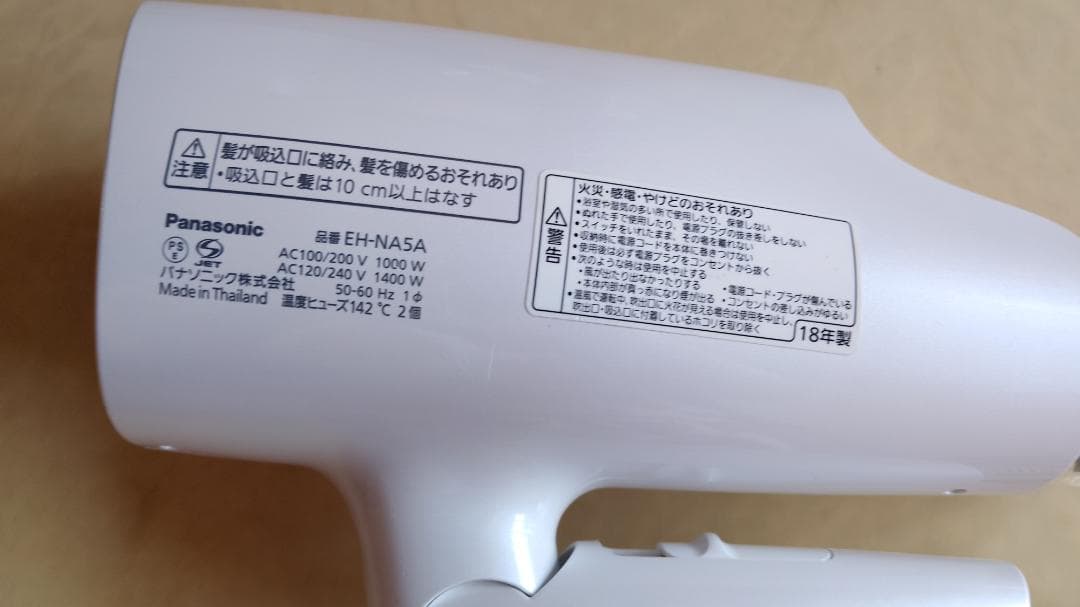 注意
髪が吸込口に絡み、髪を傷めるおそれあり
・吸込口と髪は10 cm以上はなす
Panasonic
品番 EH-NA5A
PS E JET
AC100/200 V 1000 W
AC120/240 V 1400 W
パナソニック株式会社
50-60 Hz 1φ
Made in Thailand 温度ヒューズ142 ℃ 2個
警告
火災・感電・やけどのおそれあり
●浴室や湿気の多い所で使用したり、保管しない
●ぬれた手で使用したり、電源プラグの抜き差しをしない
●スイッチをいれたまま、その場を離れない
●収納時に電源コードを本体に巻きつけない
●使用後は必ず電源プラグをコンセントから抜く
●次のような時は使用を中止する
・風が出たり出なかったりする
・電源コード・プラグが傷んでいる
・本体内部が真っ赤になり煙が出る
・コンセントの差し込みがゆるい
●温風で運転中、吹出口に火花が見える場合は使用を中止し、
吹出口・吸込口に付着しているホコリを取り除く
18年製